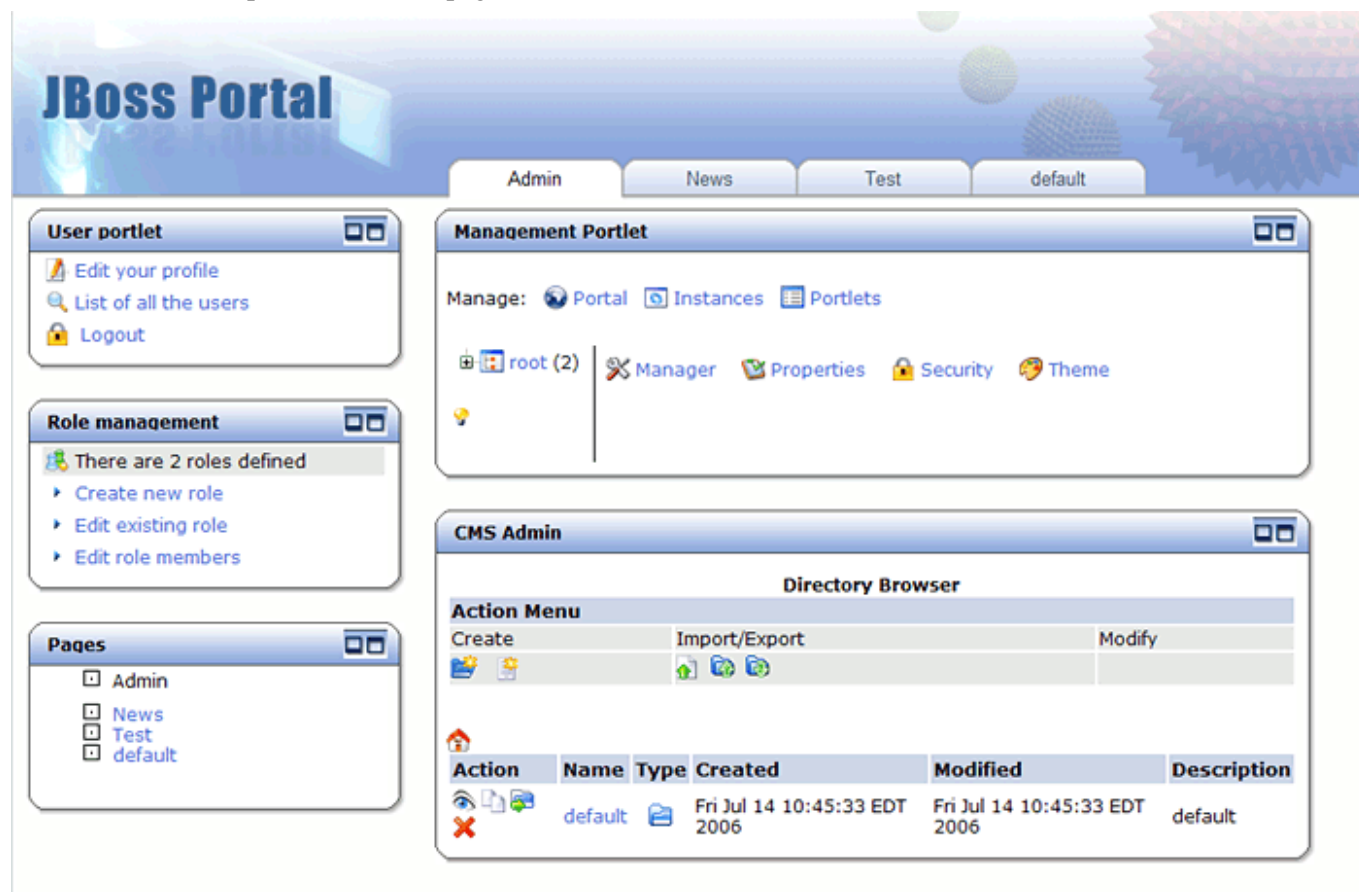 JBoss Portal
Admin News Test default
User portlet
Edit your profile
List of all the users
Logout
Role management
There are 2 roles defined
Create new role
Edit existing role
Edit role members
Pages
Admin
News
Test
default
Management Portlet
Manage: Portal Instances Portlets
root (2)
Manager Properties Security Theme
CMS Admin
Directory Browser
Action Menu
Create Import/Export Modify
Action Name Type Created Modified Description
default Fri Jul 14 10:45:33 EDT 2006 Fri Jul 14 10:45:33 EDT 2006 default